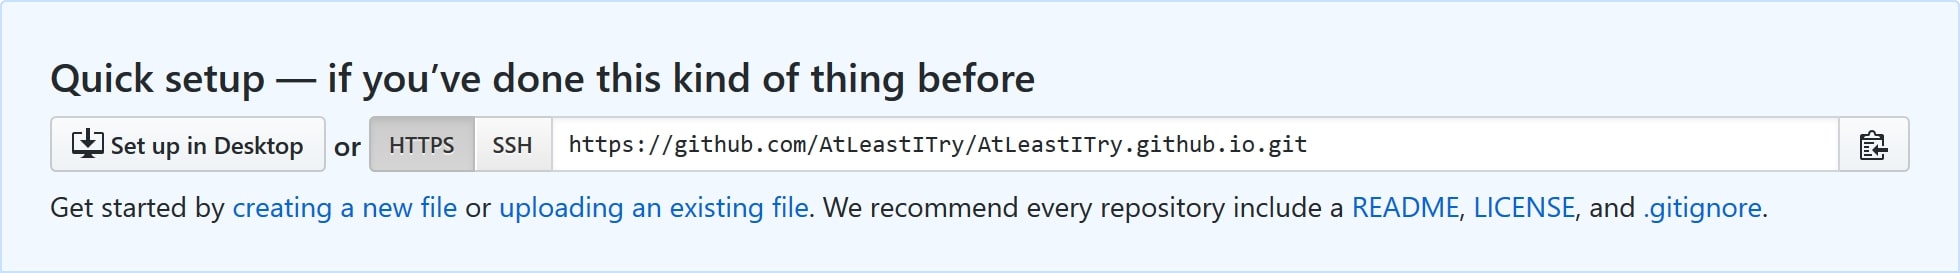 Quick setup — if you’ve done this kind of thing before
Set up in Desktop or HTTPS SSH https://github.com/AtLeastITry/AtLeastITry.github.io.git
Get started by creating a new file or uploading an existing file. We recommend every repository include a README, LICENSE, and .gitignore.